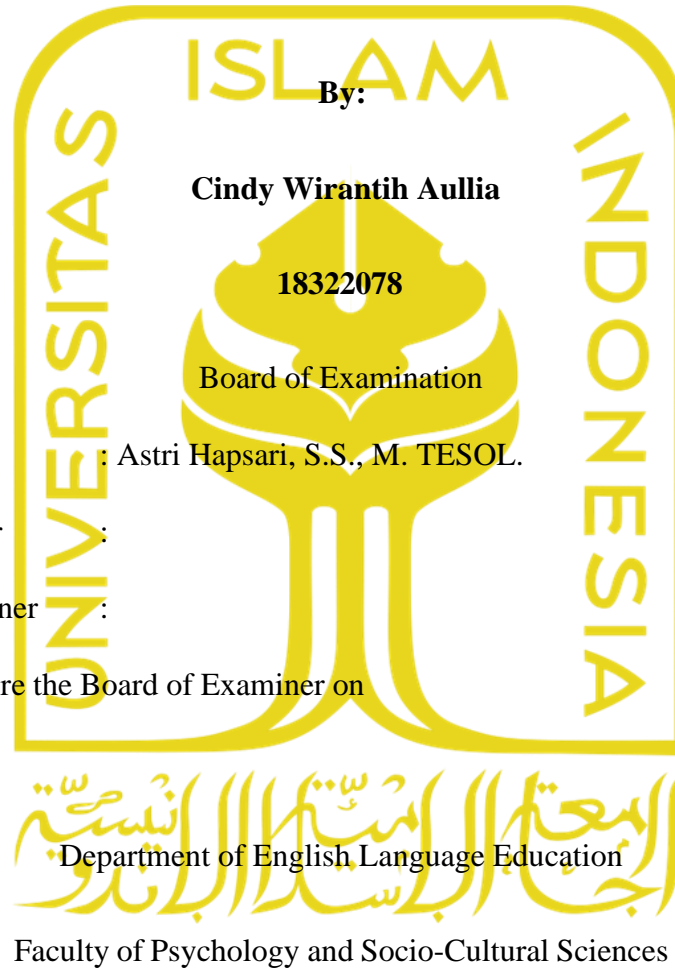 ISLAM
UNIVERSITAS
INDONESIA
By:
Cindy Wirantih Aullia
18322078
Board of Examination
: Astri Hapsari, S.S., M. TESOL.
:
ner :
re the Board of Examiner on
Department of English Language Education
Faculty of Psychology and Socio-Cultural Sciences